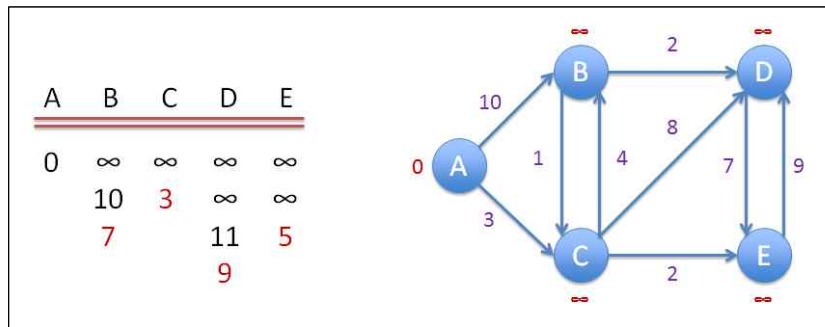 A B C D E
0 ∞ ∞ ∞ ∞
10 3 ∞ ∞
7 11 5
9
∞ ∞
B 2 D
10 8
0 A 1 4 7 9
3
C 2 E
∞ ∞